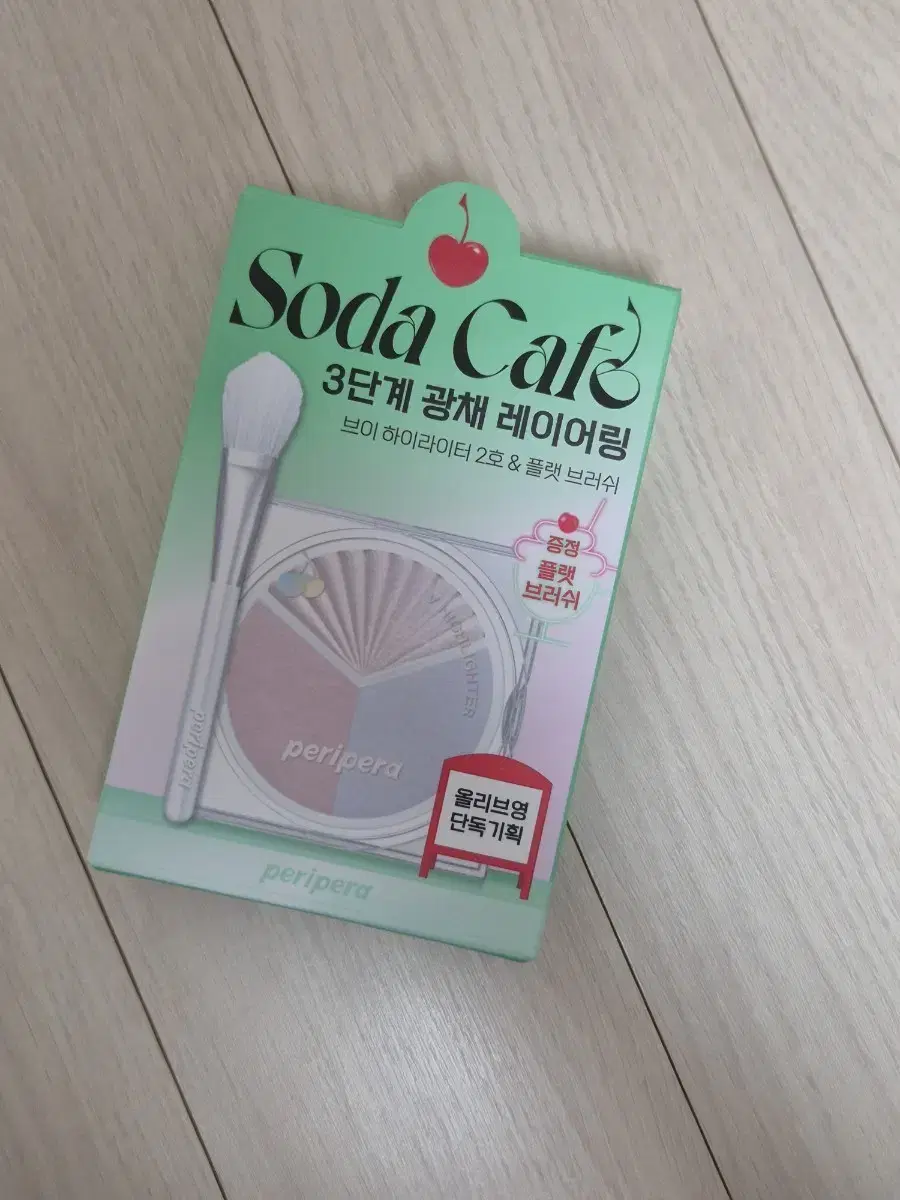 Soda Café
3단계 광채 레이어링
브이 하이라이터 2호 & 플랫 브러쉬
증정
플랫
브러쉬
peripera
peripera
올리브영
단독기획
peripera